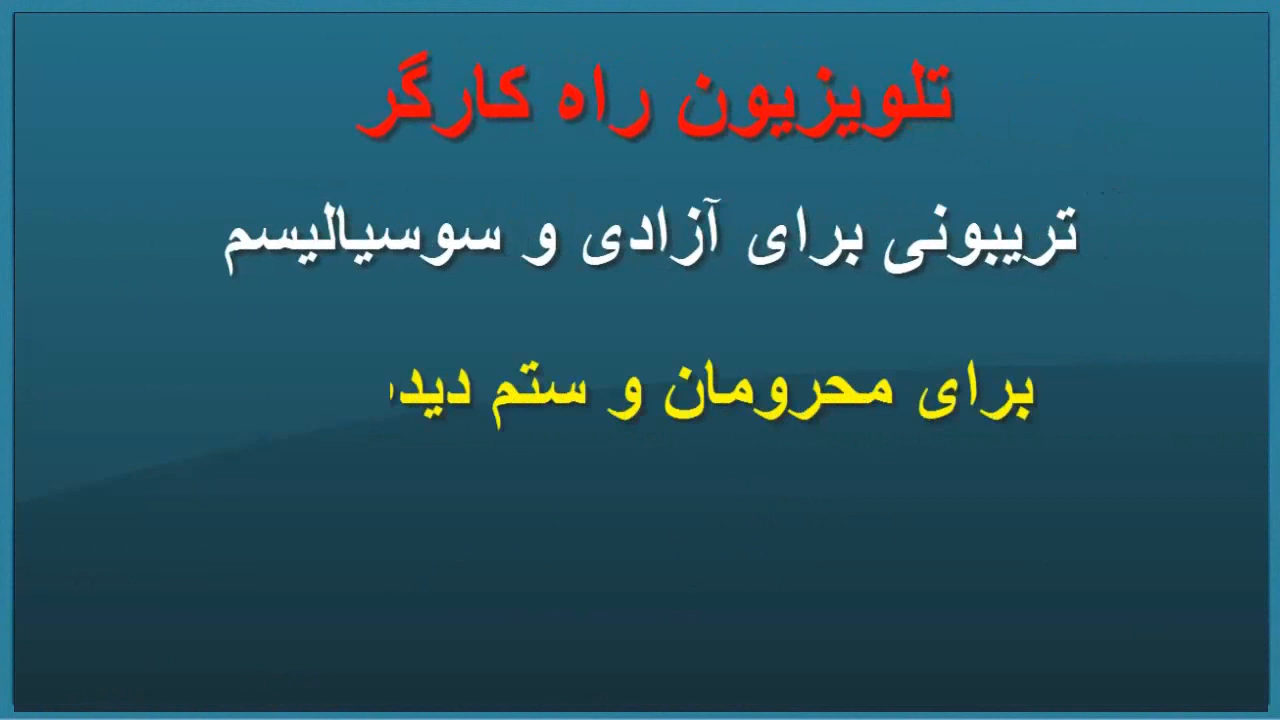 تلویزیون راه کارگر
تریبونی برای آزادی و سوسیالیسم
برای محرومان و ستم